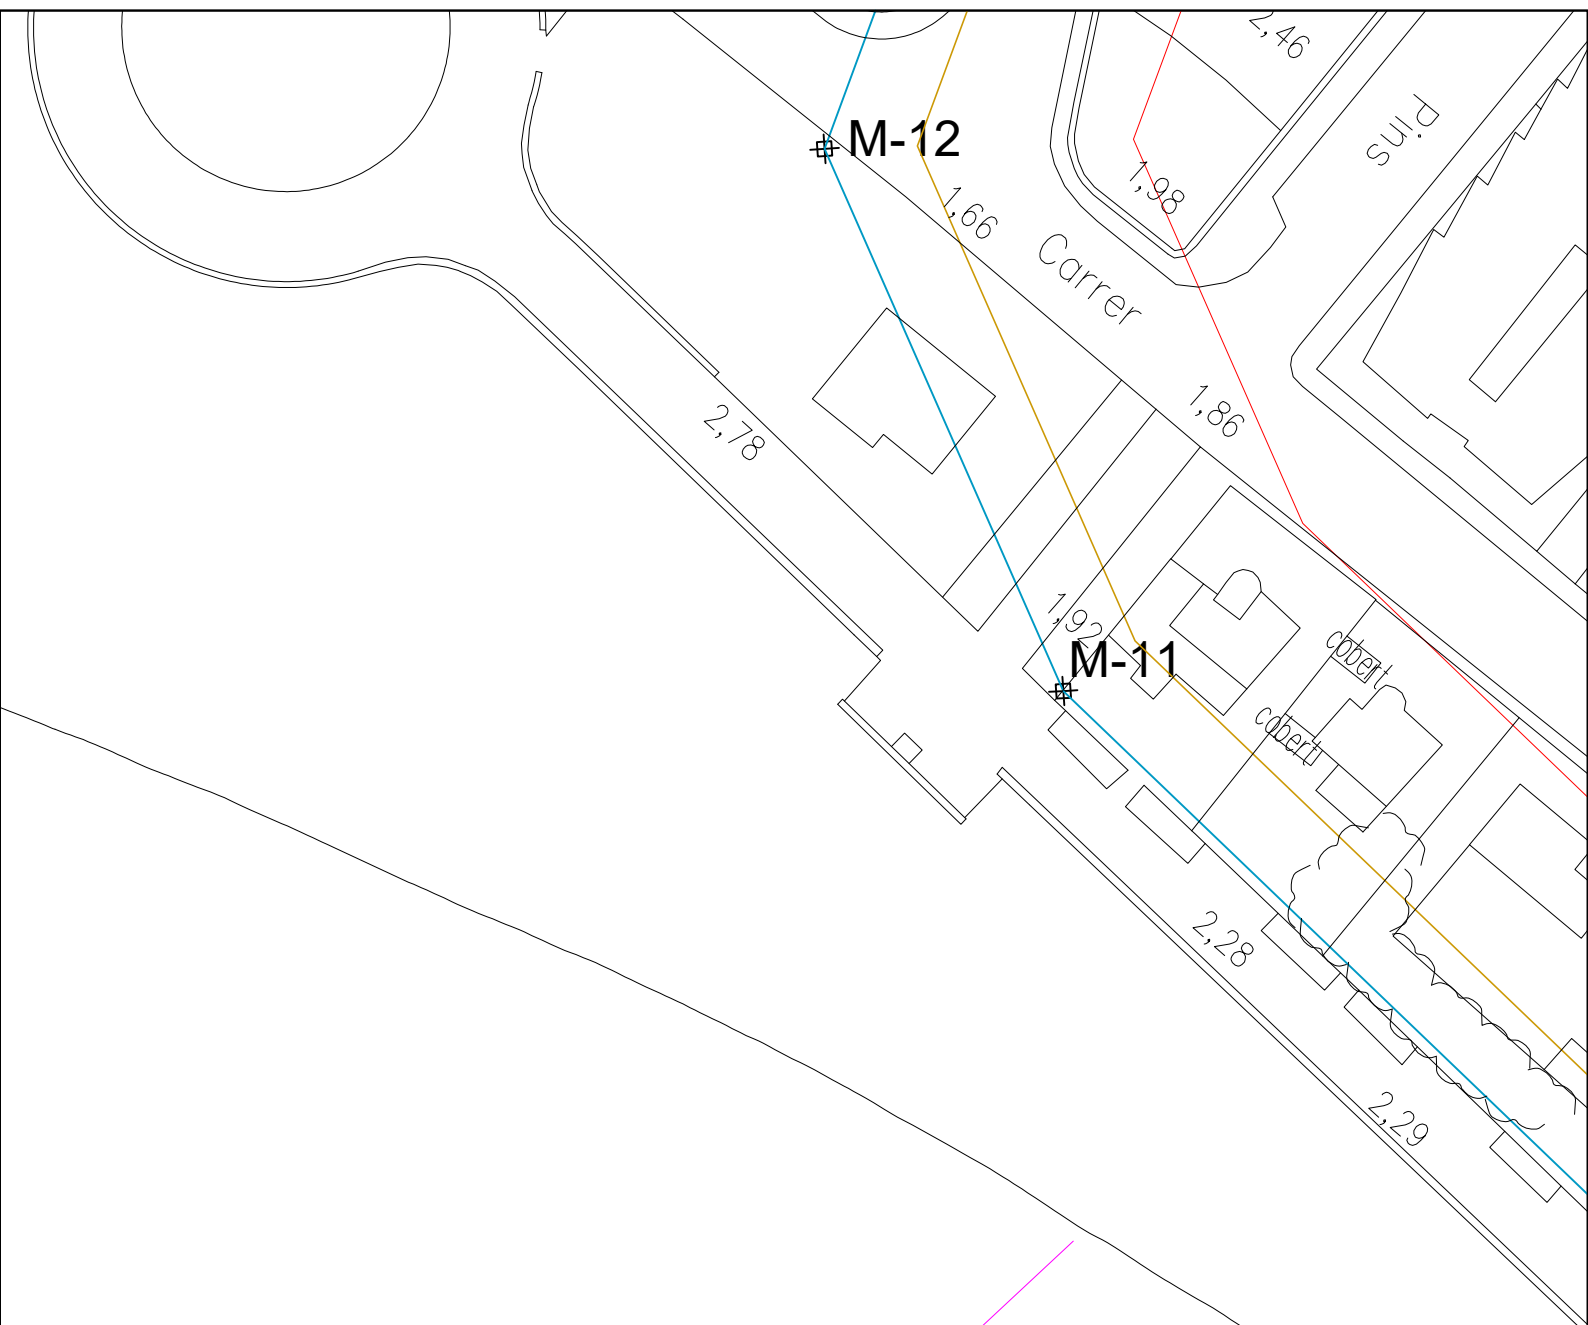 2,46
Pins
M-12
1,98
1,66
Carrer
1,86
2,78
1,92
M-11
cobert
cobert
2,28
2,29